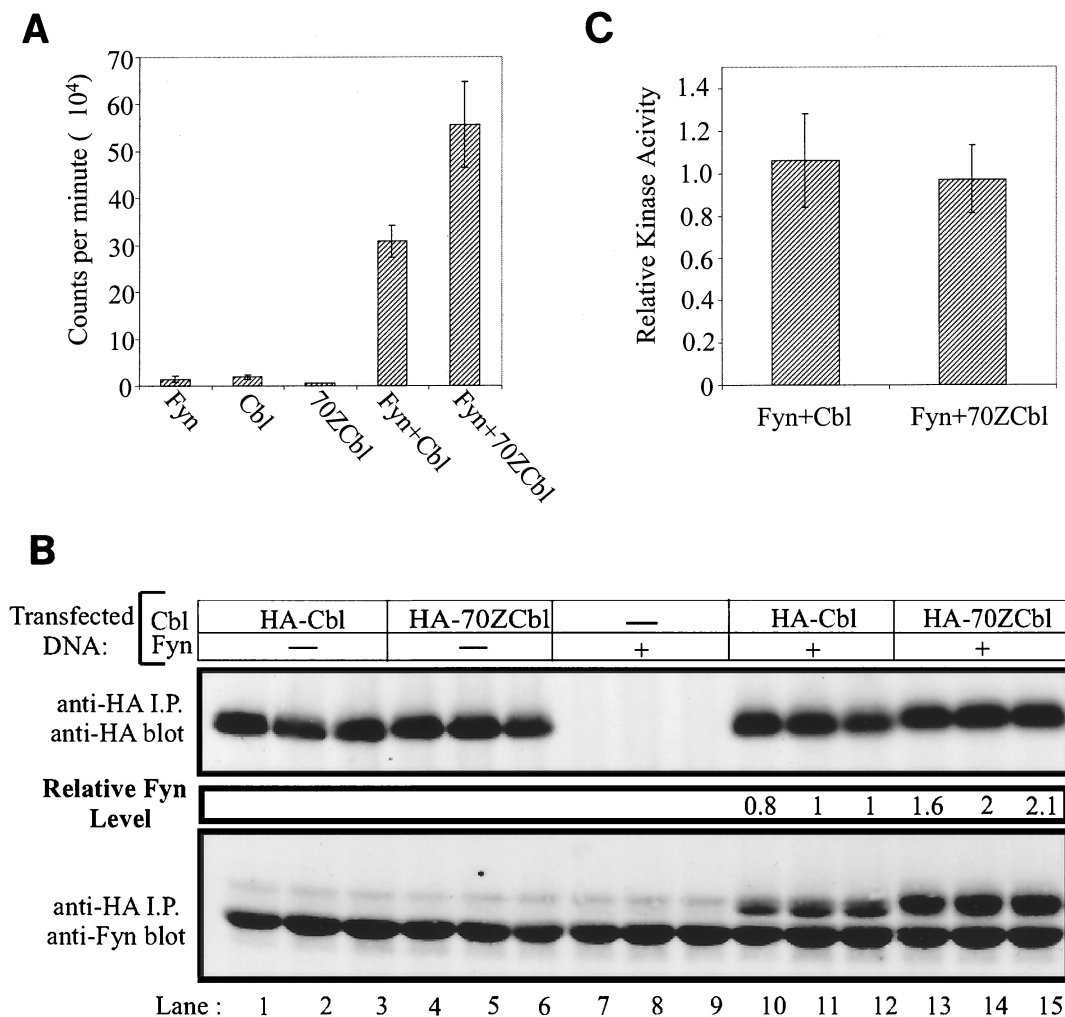 A
Counts per minute ( 10⁴)
70
60
50
40
30
20
10
0
Fyn
Cbl
70ZCbl
Fyn+Cbl
Fyn+70ZCbl
C
Relative Kinase Acivity
1.4
1.2
1.0
0.8
0.6
0.4
0.2
0
Fyn+Cbl
Fyn+70ZCbl
B
Transfected DNA:
Cbl HA-Cbl HA-70ZCbl — HA-Cbl HA-70ZCbl
Fyn — — + + +
anti-HA I.P.
anti-HA blot
Relative Fyn
Level
0.8 1 1 1.6 2 2.1
anti-HA I.P.
anti-Fyn blot
Lane : 1 2 3 4 5 6 7 8 9 10 11 12 13 14 15